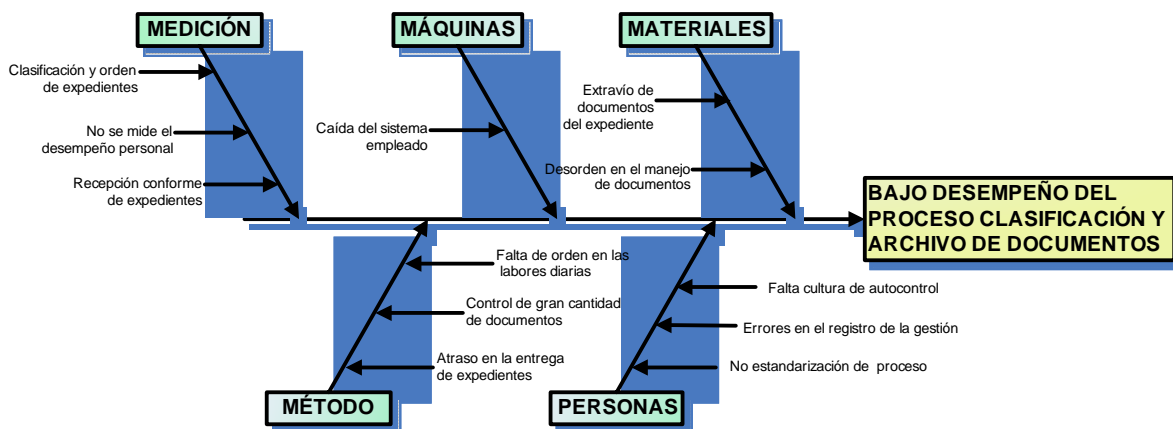 MEDICIÓN
MÁQUINAS
MATERIALES
Clasificación y orden
de expedientes
No se mide el
desempeño personal
Recepción conforme
de expedientes
Caída del sistema
empleado
Extravío de
documentos
del expediente
Desorden en el manejo
de documentos
BAJO DESEMPEÑO DEL
PROCESO CLASIFICACIÓN Y
ARCHIVO DE DOCUMENTOS
Falta de orden en las
labores diarias
Control de gran cantidad
de documentos
Atraso en la entrega
de expedientes
Falta cultura de autocontrol
Errores en el registro de la gestión
No estandarización de proceso
MÉTODO
PERSONAS